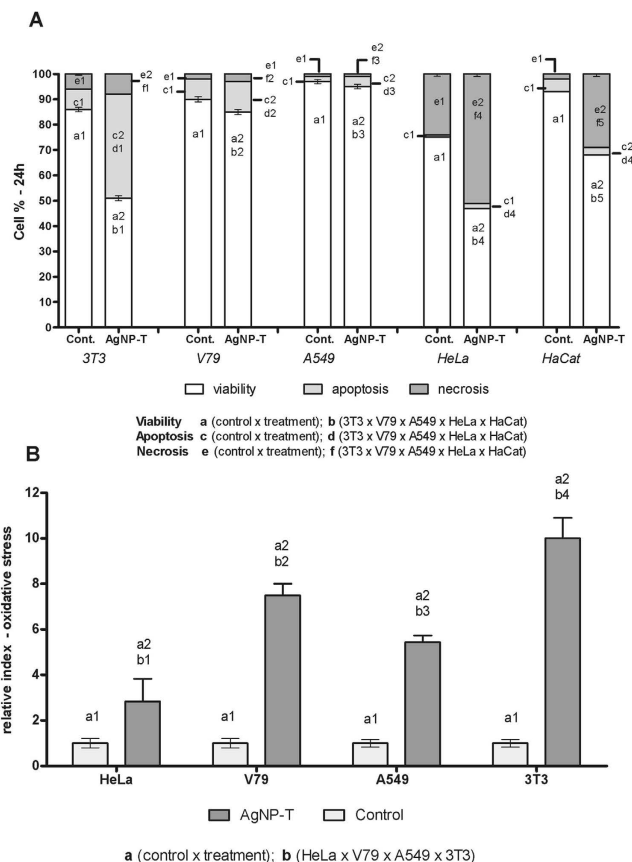 A
e1
e2
f3
e1
e2
f1
e1
f2
e1
100
90
80
70
60
50
40
30
20
10
0
Cell % - 24h
e1
c1
a1
c2
d1
a2
b1
c1
a1
c2
d2
a2
b2
c1
a1
c2
d3
a2
b3
e1
c1
a1
e2
f4
c1
d4
a2
b4
c1
a1
e2
f5
c2
d4
a2
b5
Cont. AgNP-T Cont. AgNP-T Cont. AgNP-T Cont. AgNP-T Cont. AgNP-T
3T3 V79 A549 HeLa HaCat
viability apoptosis necrosis
Viability a (control x treatment); b (3T3 x V79 x A549 x HeLa x HaCat)
Apoptosis c (control x treatment); d (3T3 x V79 x A549 x HeLa x HaCat)
Necrosis e (control x treatment); f (3T3 x V79 x A549 x HeLa x HaCat)
B
12
10
8
6
4
2
0
relative index - oxidative stress
a1
a2
b1
a1
a2
b2
a1
a2
b3
a1
a2
b4
HeLa V79 A549 3T3
AgNP-T Control
a (control x treatment); b (HeLa x V79 x A549 x 3T3)